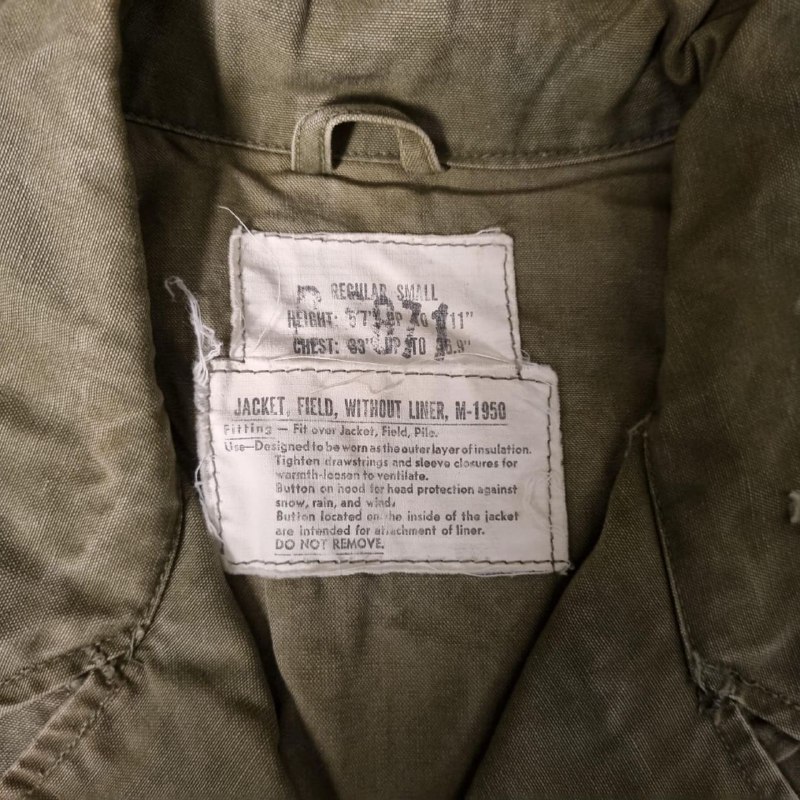 REGULAR SMALL
HEIGHT: 5'7" UP TO 11"
CHEST: 33" UP TO 35.9"
JACKET, FIELD, WITHOUT LINER, M-1950
Fitting — Fit over Jacket, Field, Pile.
Use—Designed to be worn as the outer layer of insulation.
Tighten drawstrings and sleeve closures for
warmth-loosen to ventilate.
Button on hood for head protection against
snow, rain, and wind.
Button located on the inside of the jacket
are intended for attachment of liner.
DO NOT REMOVE.